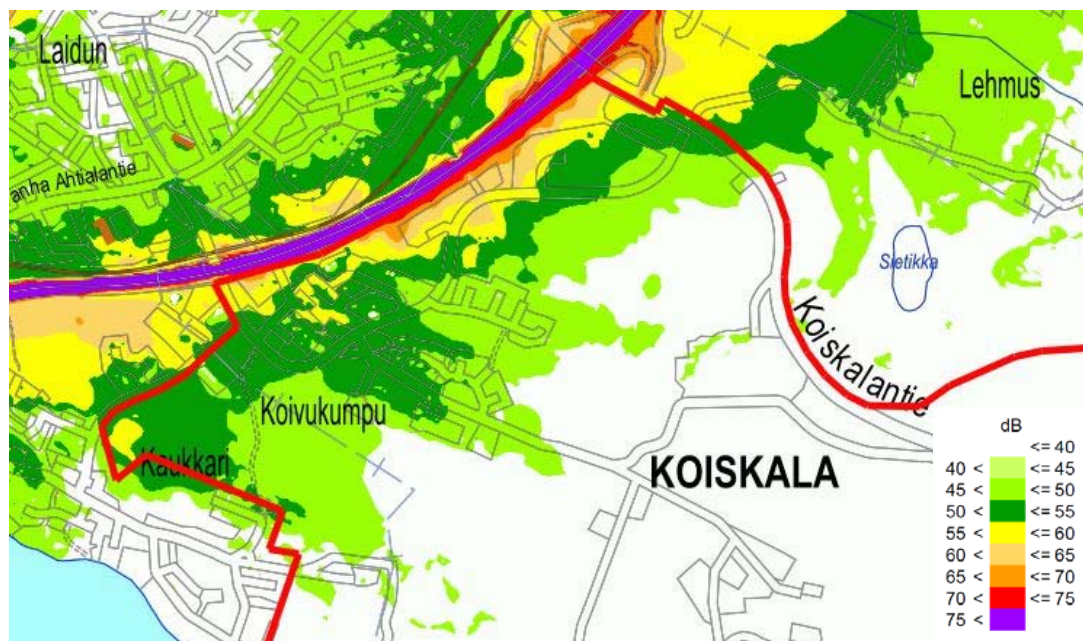 Laidun
Lehmus
anha Ahtialantie
Sietikka
Koiskalantie
Koivukumpu
Kaukkari
KOISKALA
dB
<= 40
40 < <= 45
45 < <= 50
50 < <= 55
55 < <= 60
60 < <= 65
65 < <= 70
70 < <= 75
75 <